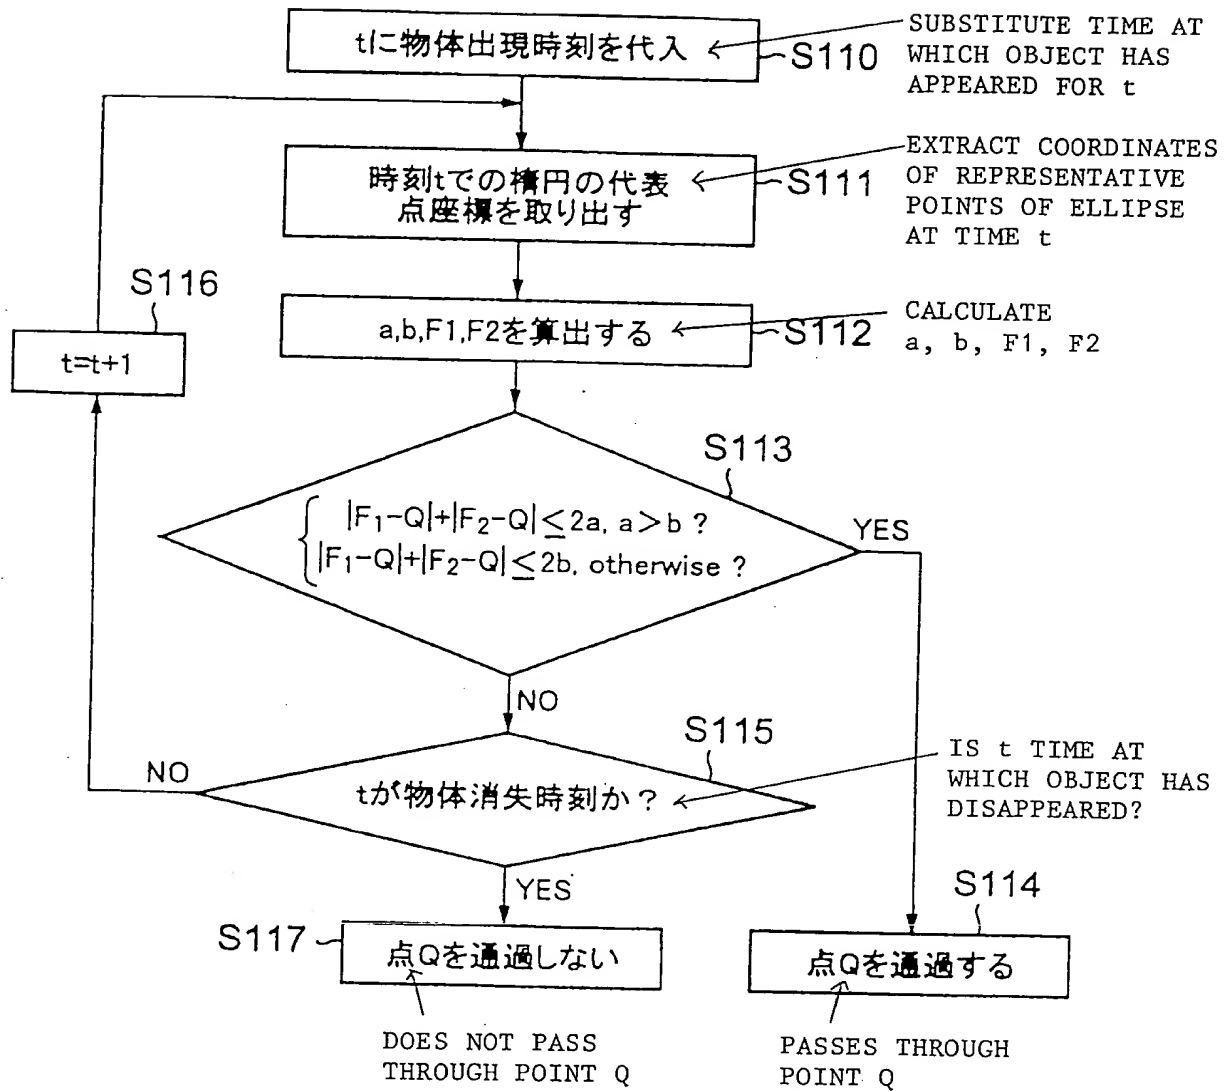 tに物体出現時刻を代入
S110
SUBSTITUTE TIME AT
WHICH OBJECT HAS
APPEARED FOR t
時刻tでの楕円の代表
点座標を取り出す
S111
EXTRACT COORDINATES
OF REPRESENTATIVE
POINTS OF ELLIPSE
AT TIME t
S116
t=t+1
a,b,F1,F2を算出する
S112
CALCULATE
a, b, F1, F2
S113
|F₁-Q|+|F₂-Q|≤2a, a>b ?
|F₁-Q|+|F₂-Q|≤2b, otherwise ?
YES
NO
S115
NO
tが物体消失時刻か?
IS t TIME AT
WHICH OBJECT HAS
DISAPPEARED?
YES
S114
S117
点Qを通過しない
点Qを通過する
DOES NOT PASS
THROUGH POINT Q
PASSES THROUGH
POINT Q